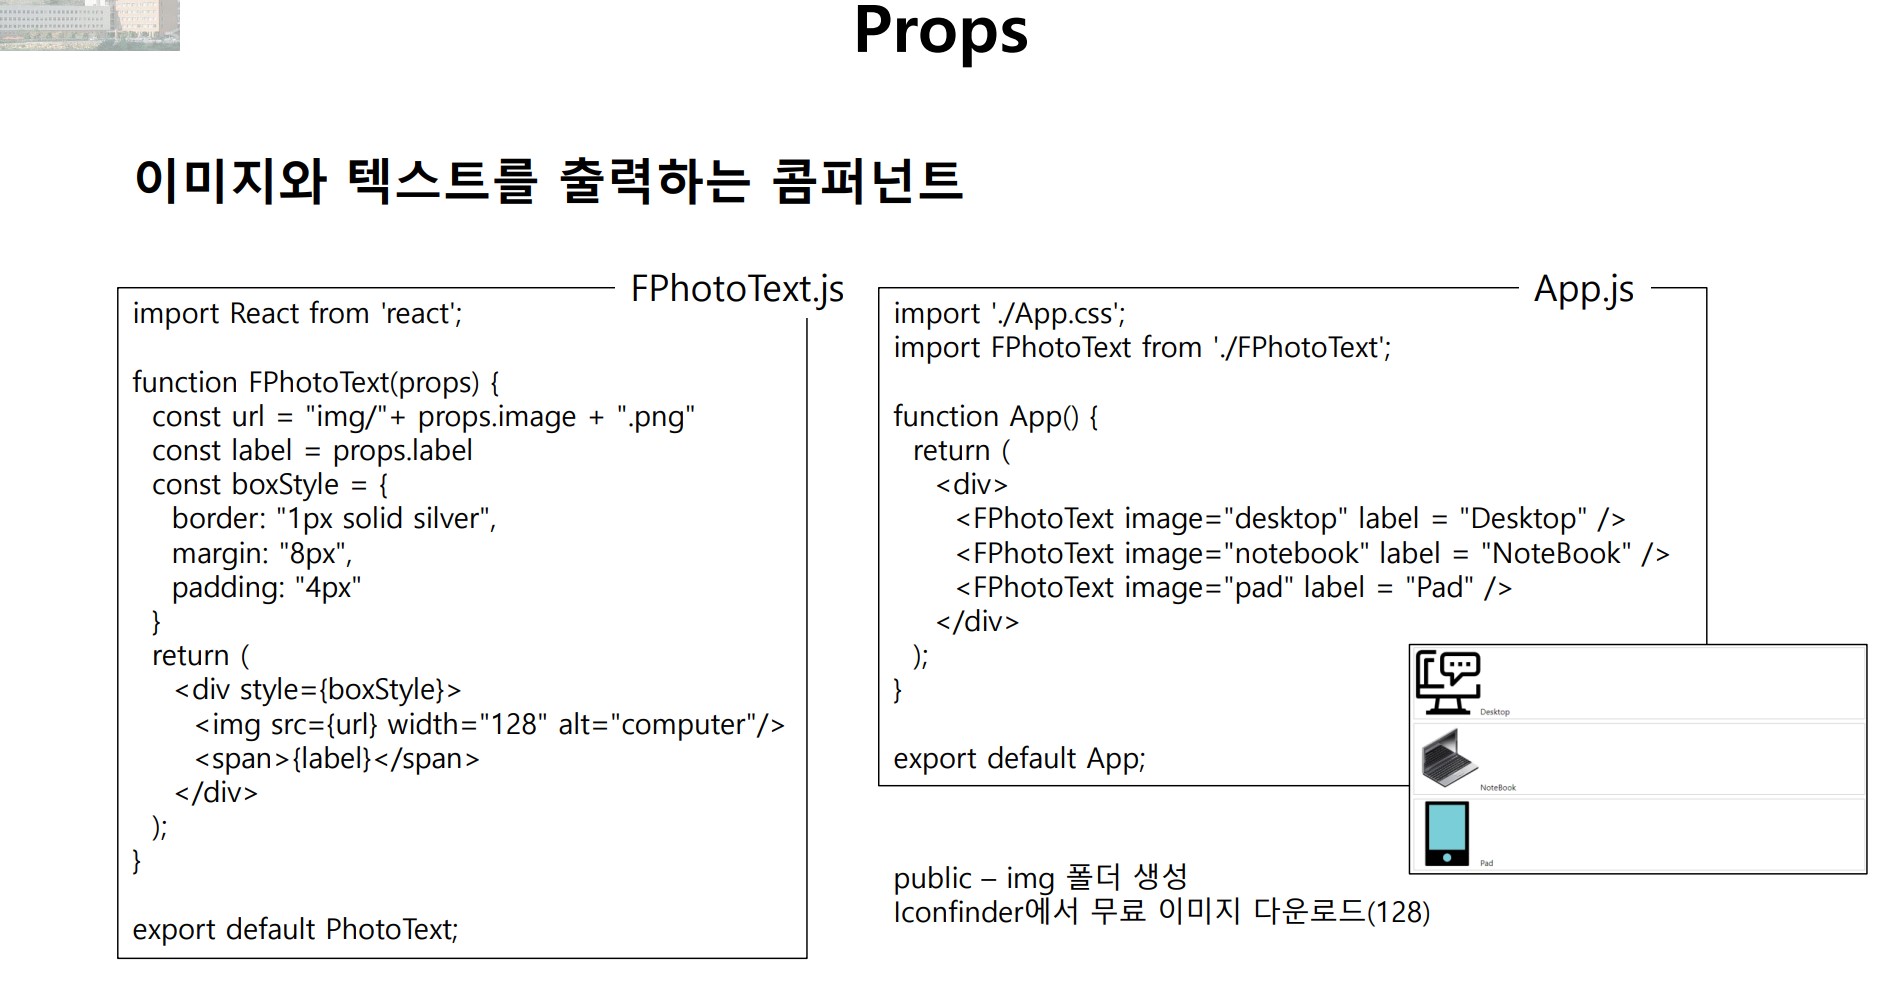 Props
이미지와 텍스트를 출력하는 콤퍼넌트
FPhotoText.js
import React from 'react';
function FPhotoText(props) {
const url = "img/"+ props.image + ".png"
const label = props.label
const boxStyle = {
border: "1px solid silver",
margin: "8px",
padding: "4px"
}
return (
<div style={boxStyle}>
<img src={url} width="128" alt="computer"/>
<span>{label}</span>
</div>
);
}
export default PhotoText;
App.js
import './App.css';
import FPhotoText from './FPhotoText';
function App() {
return (
<div>
<FPhotoText image="desktop" label = "Desktop" />
<FPhotoText image="notebook" label = "NoteBook" />
<FPhotoText image="pad" label = "Pad" />
</div>
);
}
export default App;
Desktop
NoteBook
Pad
public – img 폴더 생성
Iconfinder에서 무료 이미지 다운로드(128)